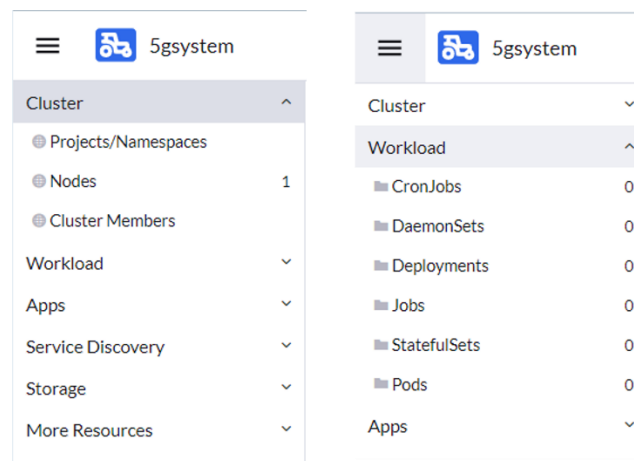 5gsystem
Cluster
Projects/Namespaces
Nodes 1
Cluster Members
Workload
Apps
Service Discovery
Storage
More Resources
5gsystem
Cluster
Workload
CronJobs 0
DaemonSets 0
Deployments 0
Jobs 0
StatefulSets 0
Pods 0
Apps